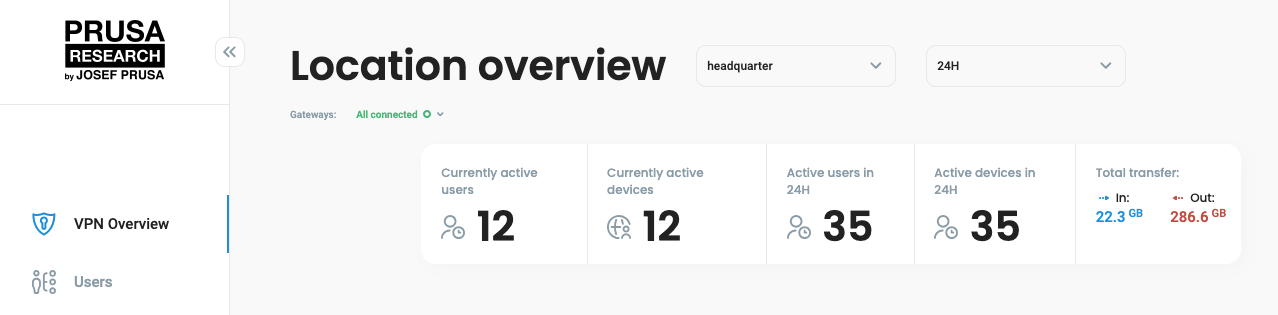 PRUSA
RESEARCH
by JOSEF PRUSA
Location overview
headquarter
24H
Gateways: All connected
Currently active users
12
Currently active devices
12
Active users in 24H
35
Active devices in 24H
35
Total transfer:
In: Out:
22.3 GB 286.6 GB
VPN Overview
Users